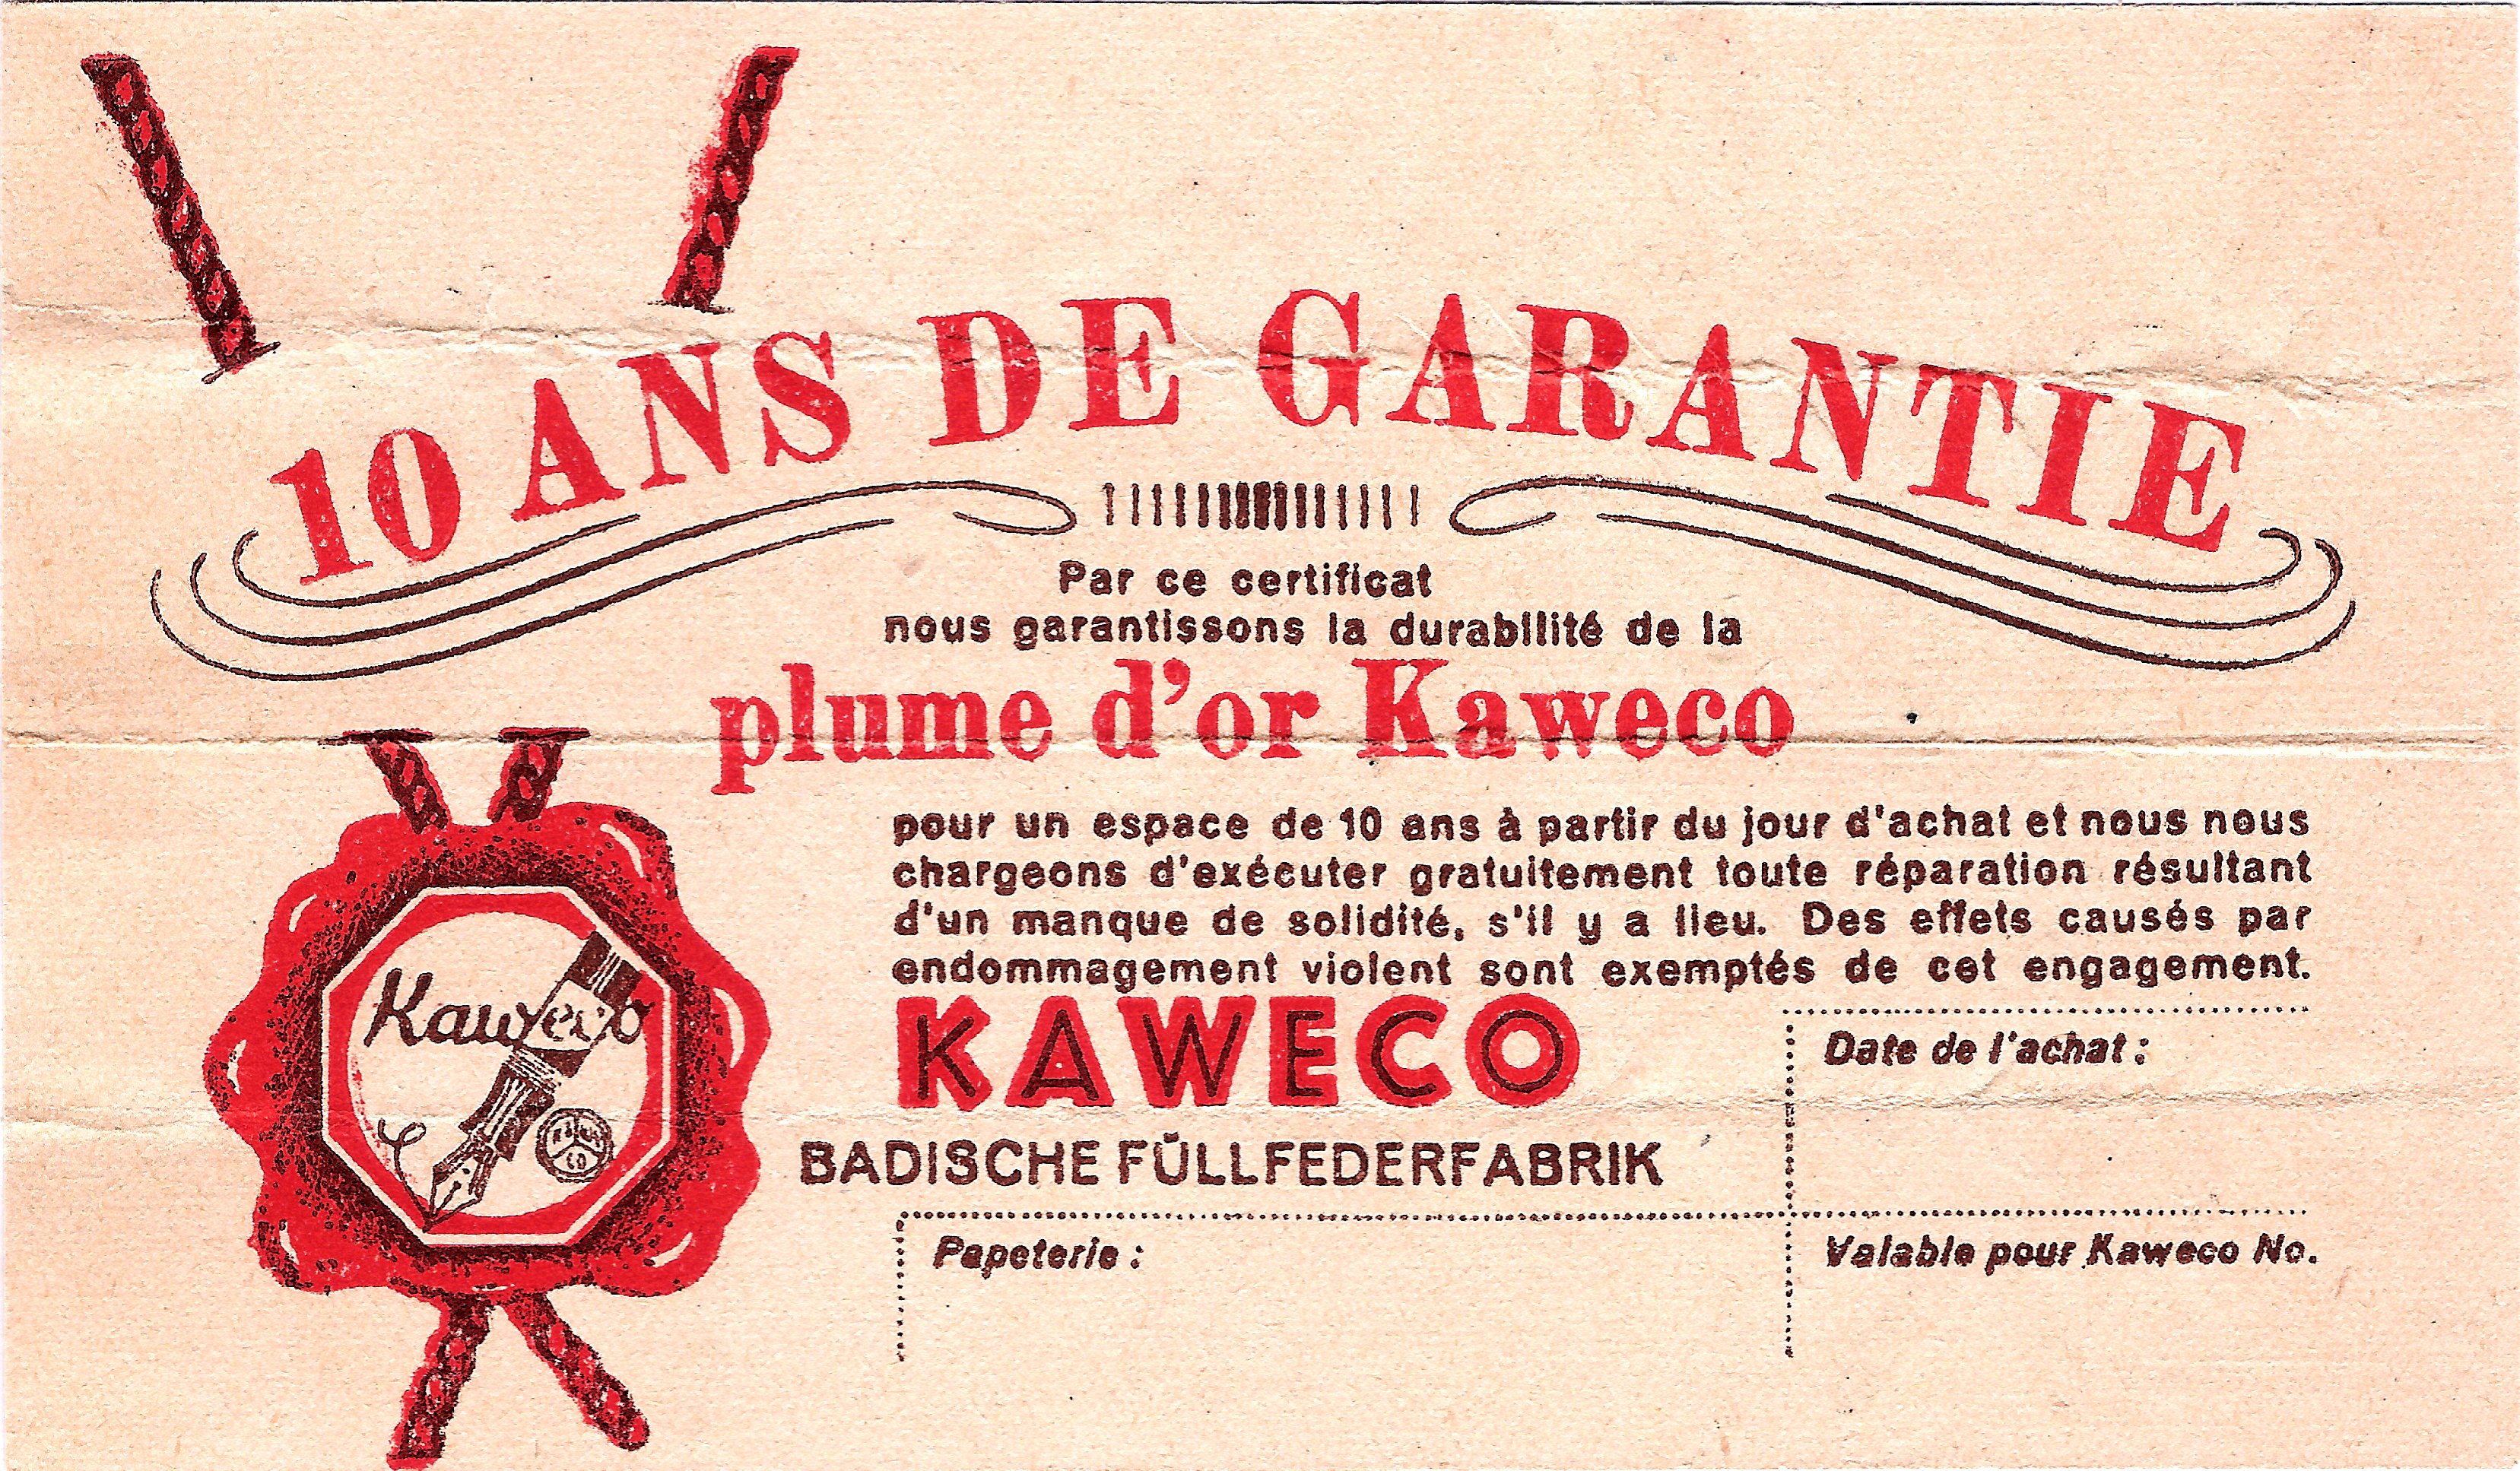 10 ANS DE GARANTIE
Par ce certificat
nous garantissons la durabilité de la
plume d'or Kaweco
pour un espace de 10 ans à partir du jour d'achat et nous nous
chargeons d'exécuter gratuitement toute réparation résultant
d'un manque de solidité, s'il y a lieu. Des effets causés par
endommagement violent sont exemptés de cet engagement.
Kaweco
KAWECO
BADISCHE FÜLLFEDERFABRIK
Date de l'achat :
Papeterie :
Valable pour Kaweco No.